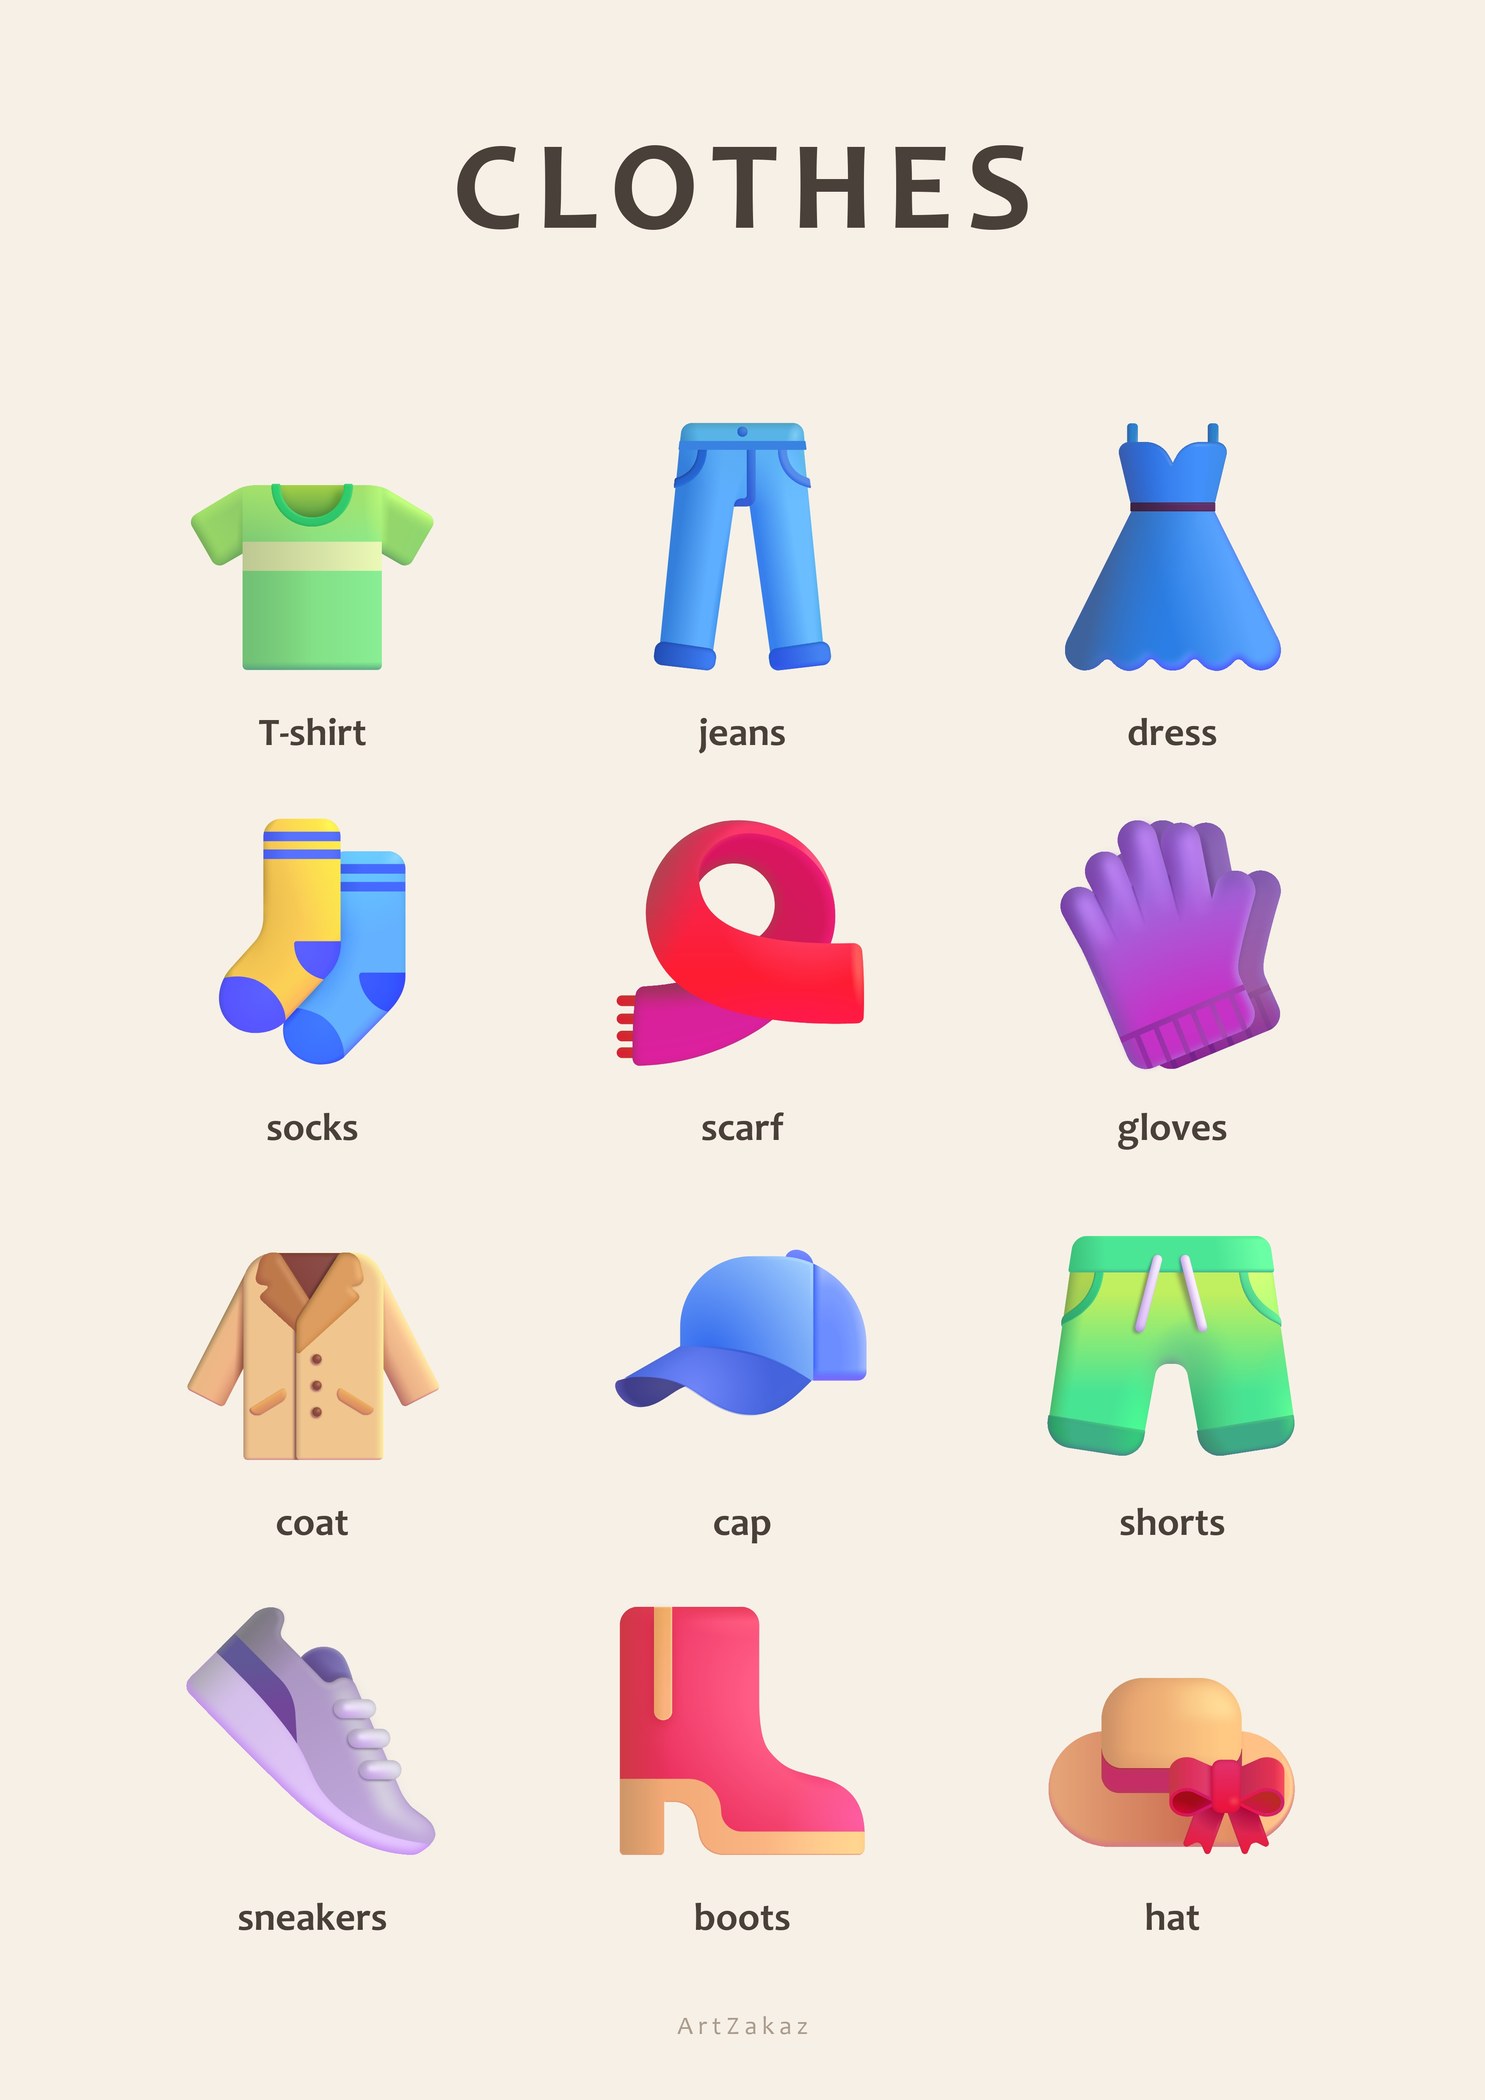 CLOTHES
T-shirt
jeans
dress
socks
scarf
gloves
coat
cap
shorts
sneakers
boots
hat
ArtZakaz